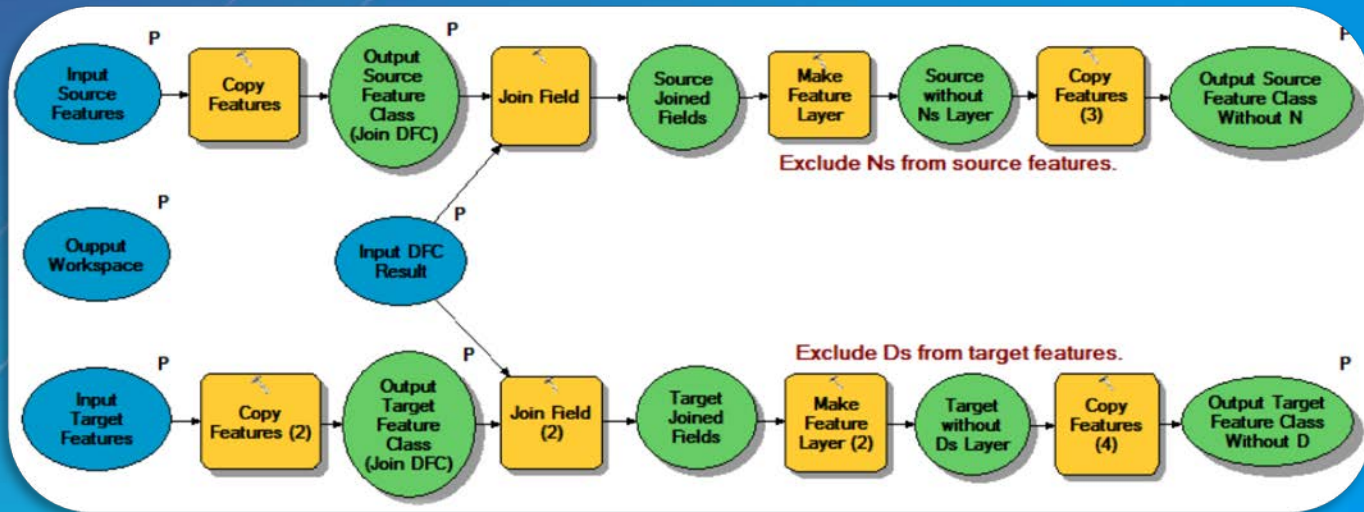 P
Input
Source
Features
Copy
Features
P
Output
Source
Feature
Class
(Join DFC)
Join Field
Source
Joined
Fields
Make
Feature
Layer
Source
without
Ns Layer
Copy
Features
(3)
P
Output Source
Feature Class
Without N
Exclude Ns from source features.
P
Oupput
Workspace
P
Input DFC
Result
P
Input
Target
Features
Copy
Features (2)
P
Output
Target
Feature
Class
(Join DFC)
Join Field
(2)
Target
Joined
Fields
Exclude Ds from target features.
Make
Feature
Layer (2)
Target
without
Ds Layer
Copy
Features
(4)
P
Output Target
Feature Class
Without D